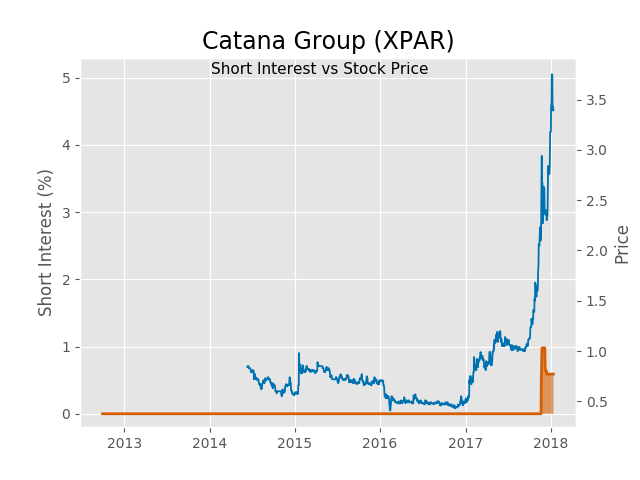 Catana Group (XPAR)
Short Interest vs Stock Price
Short Interest (%)
5
4
3
2
1
0
3.5
3.0
2.5
2.0
1.5
1.0
0.5
Price
2013 2014 2015 2016 2017 2018